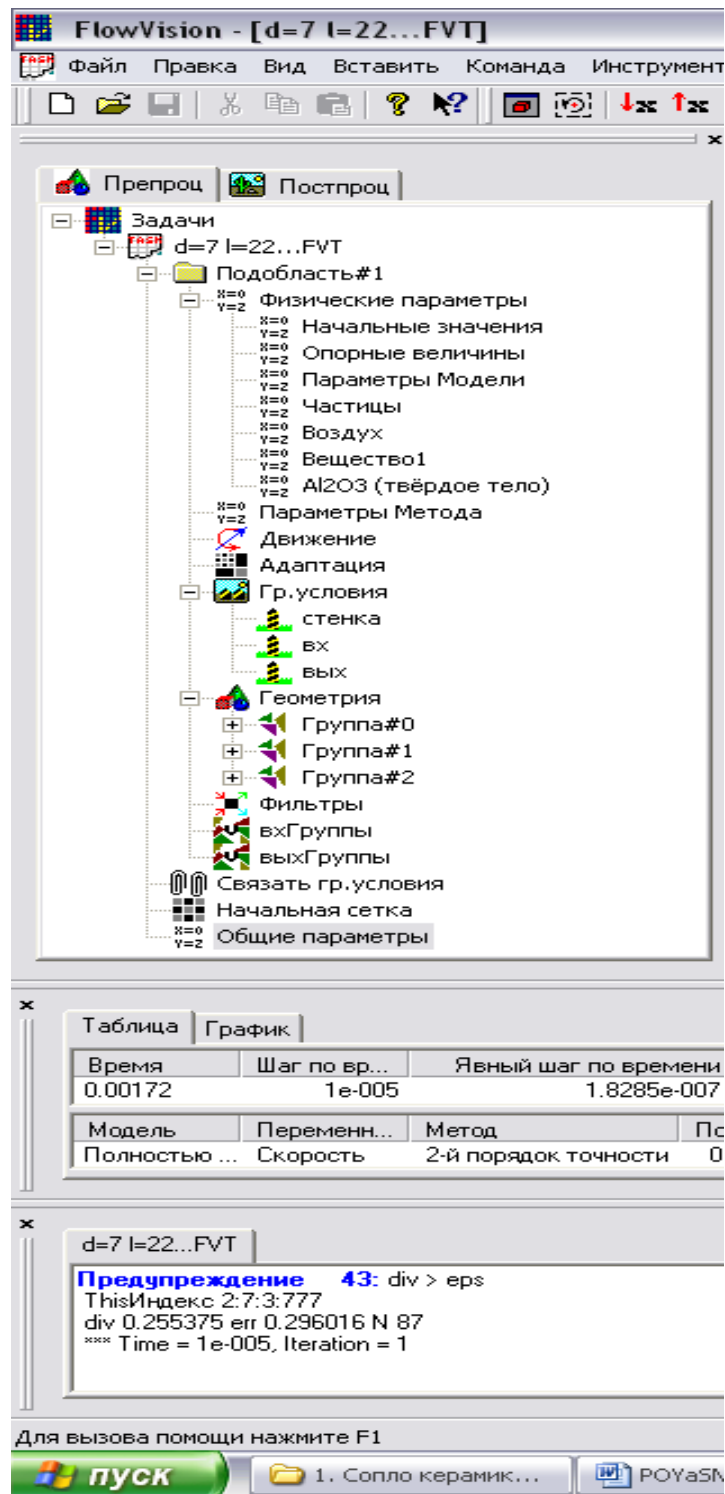 FlowVision - [d=7 l=22...FVT]
Файл Правка Вид Вставить Команда Инструмент
Препроц Постпроц
Задачи
d=7 l=22...FVT
Подобласть#1
Физические параметры
Начальные значения
Опорные величины
Параметры Модели
Частицы
Воздух
Вещество1
Al2O3 (твёрдое тело)
Параметры Метода
Движение
Адаптация
Гр.условия
стенка
вх
вых
Геометрия
Группа#0
Группа#1
Группа#2
Фильтры
вхГруппы
выхГруппы
Связать гр.условия
Начальная сетка
Общие параметры
Таблица График
Время Шаг по вр... Явный шаг по времени
0.00172 1e-005 1.8285e-007
Модель Переменн... Метод По
Полностью ... Скорость 2-й порядок точности 0
d=7 l=22...FVT
Предупреждение 43: div > eps
ThisИндекс 2:7:3:777
div 0.255375 err 0.296016 N 87
*** Time = 1e-005, Iteration = 1
Для вызова помощи нажмите F1
пуск 1. Сопло керамик... POYaSN